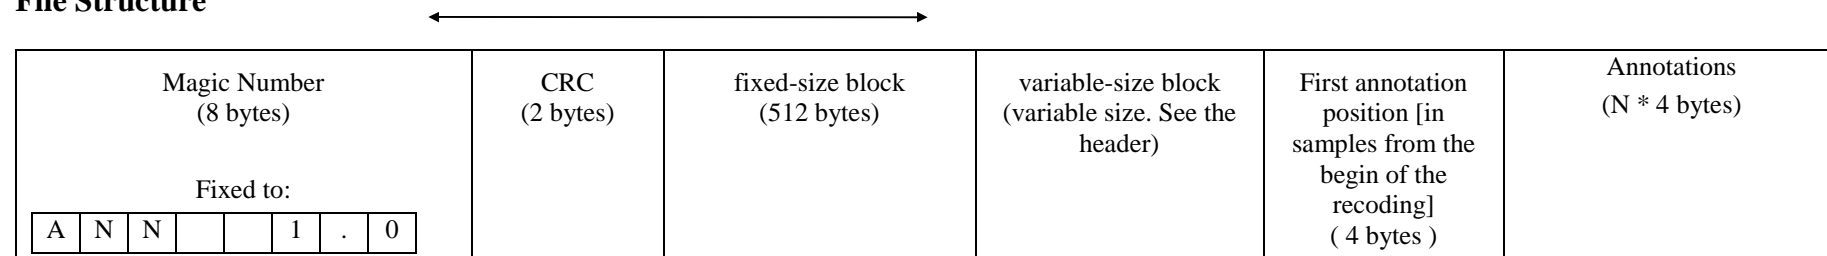 File Structure
Magic Number
(8 bytes)
Fixed to:
A N N 1 . 0
CRC
(2 bytes)
fixed-size block
(512 bytes)
variable-size block
(variable size. See the
header)
First annotation
position [in
samples from the
begin of the
recoding]
( 4 bytes )
Annotations
(N * 4 bytes)